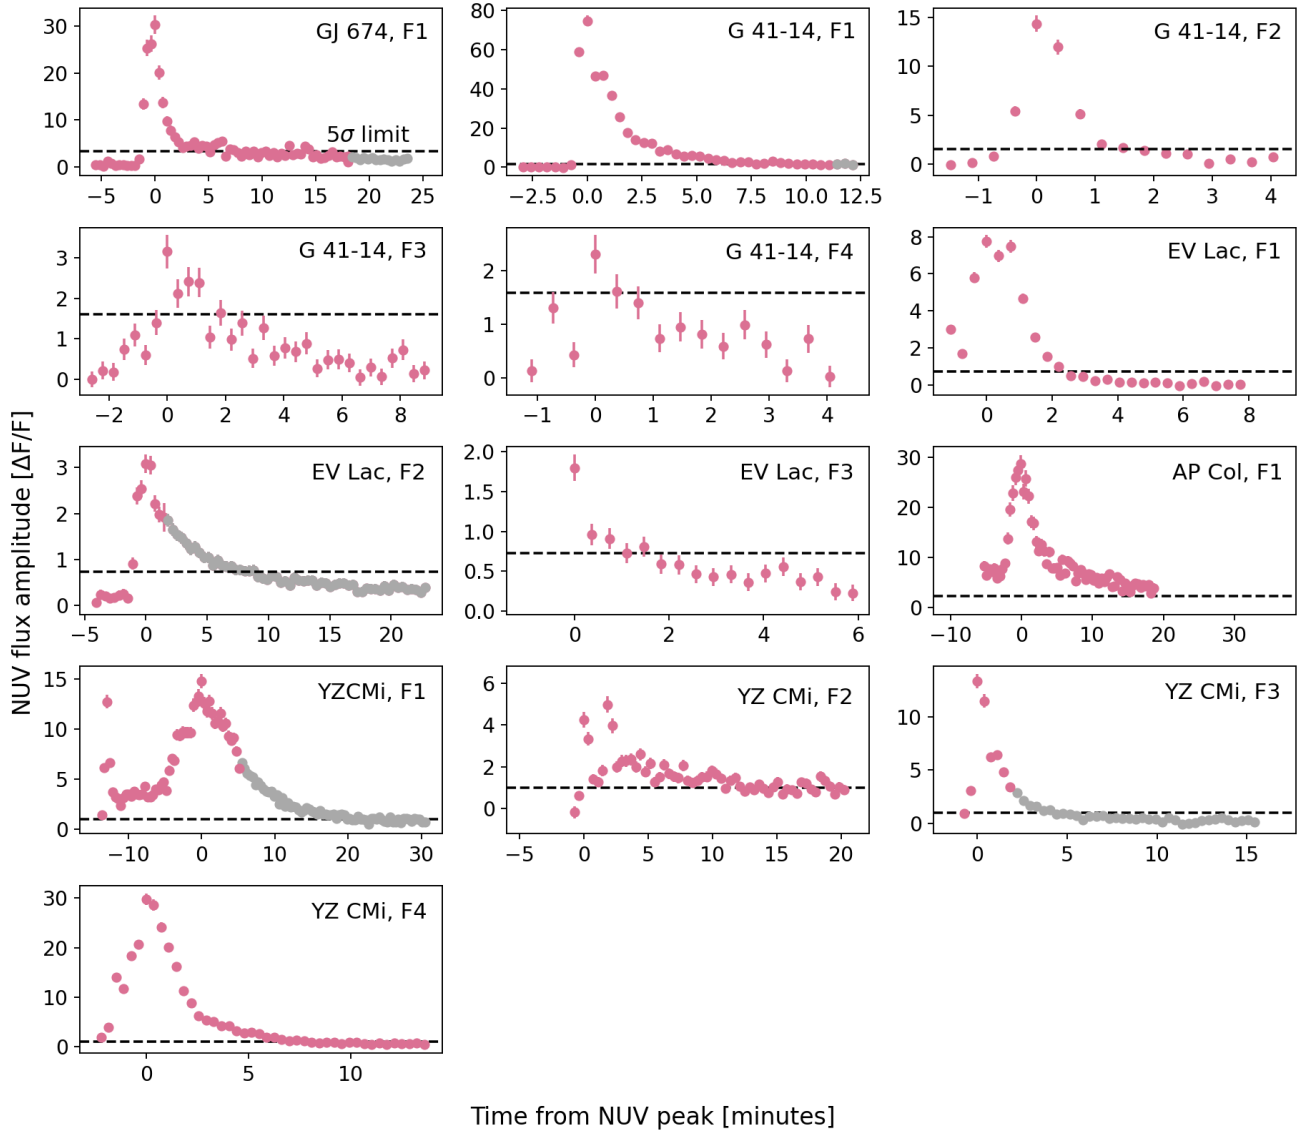 GJ 674, F1
5σ limit
30
20
10
0
−5 0 5 10 15 20 25
G 41-14, F1
80
60
40
20
0
−2.5 0.0 2.5 5.0 7.5 10.0 12.5
G 41-14, F2
15
10
5
0
−1 0 1 2 3 4
G 41-14, F3
3
2
1
0
−2 0 2 4 6 8
G 41-14, F4
2
1
0
−1 0 1 2 3 4
EV Lac, F1
8
6
4
2
0
0 2 4 6 8
NUV flux amplitude [ΔF/F]
EV Lac, F2
3
2
1
0
−5 0 5 10 15 20
EV Lac, F3
2.0
1.5
1.0
0.5
0.0
0 2 4 6
AP Col, F1
30
20
10
0
−10 0 10 20 30
YZCMi, F1
15
10
5
0
−10 0 10 20 30
YZ CMi, F2
6
4
2
0
−5 0 5 10 15 20
YZ CMi, F3
10
5
0
0 5 10 15
YZ CMi, F4
30
20
10
0
0 5 10
Time from NUV peak [minutes]